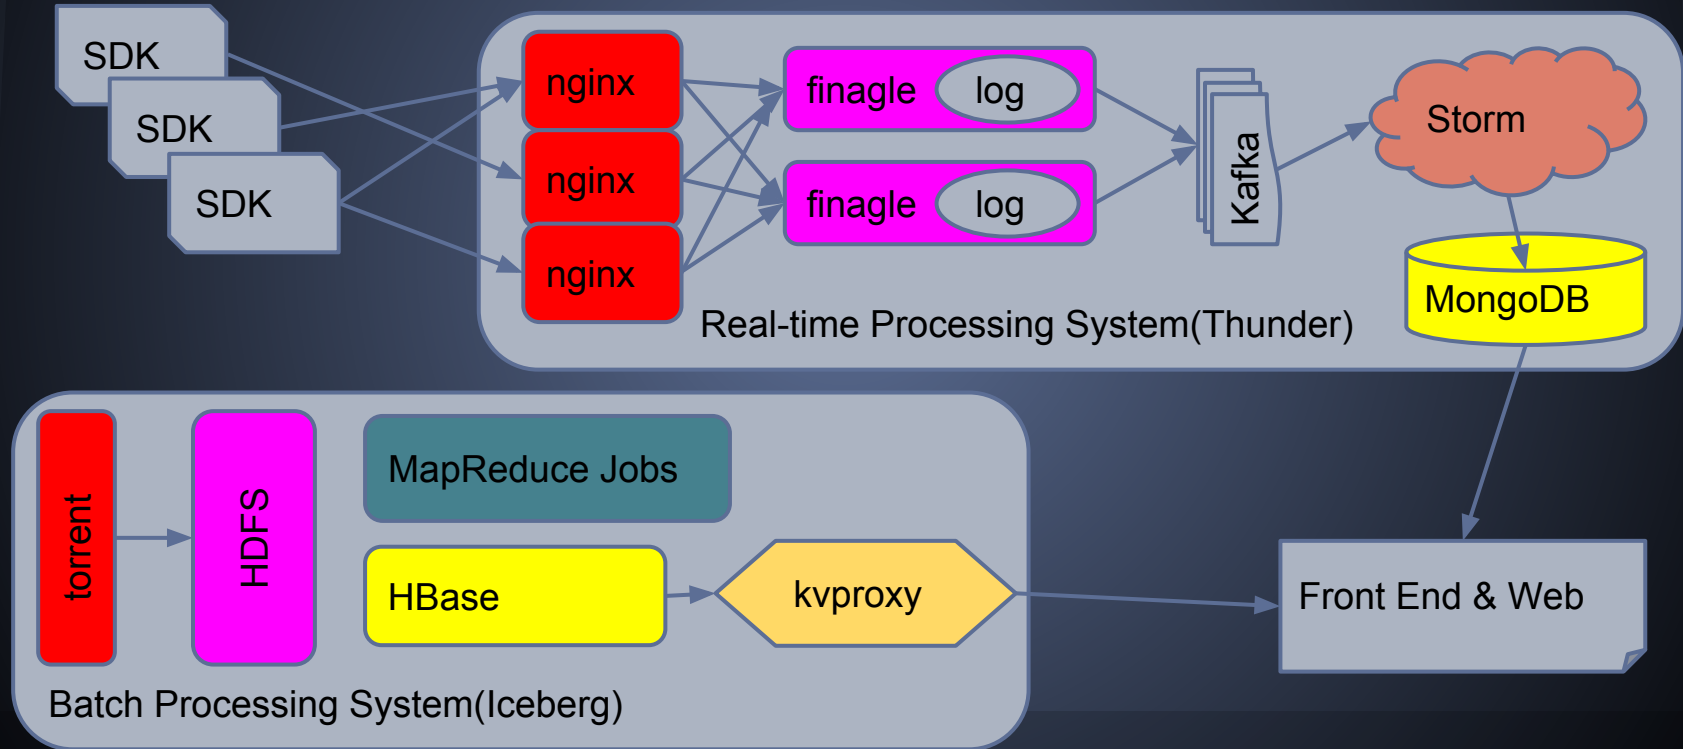 SDK
SDK
SDK
nginx
nginx
nginx
finagle
log
finagle
log
Kafka
Storm
MongoDB
Real-time Processing System(Thunder)
torrent
HDFS
MapReduce Jobs
HBase
kvproxy
Front End & Web
Batch Processing System(Iceberg)